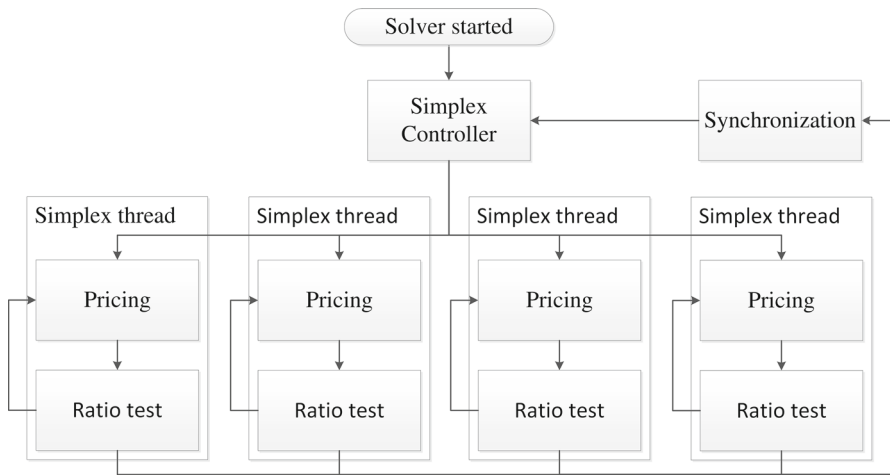 Solver started
Simplex
Controller
Synchronization
Simplex thread
Simplex thread
Simplex thread
Simplex thread
Pricing
Pricing
Pricing
Pricing
Ratio test
Ratio test
Ratio test
Ratio test